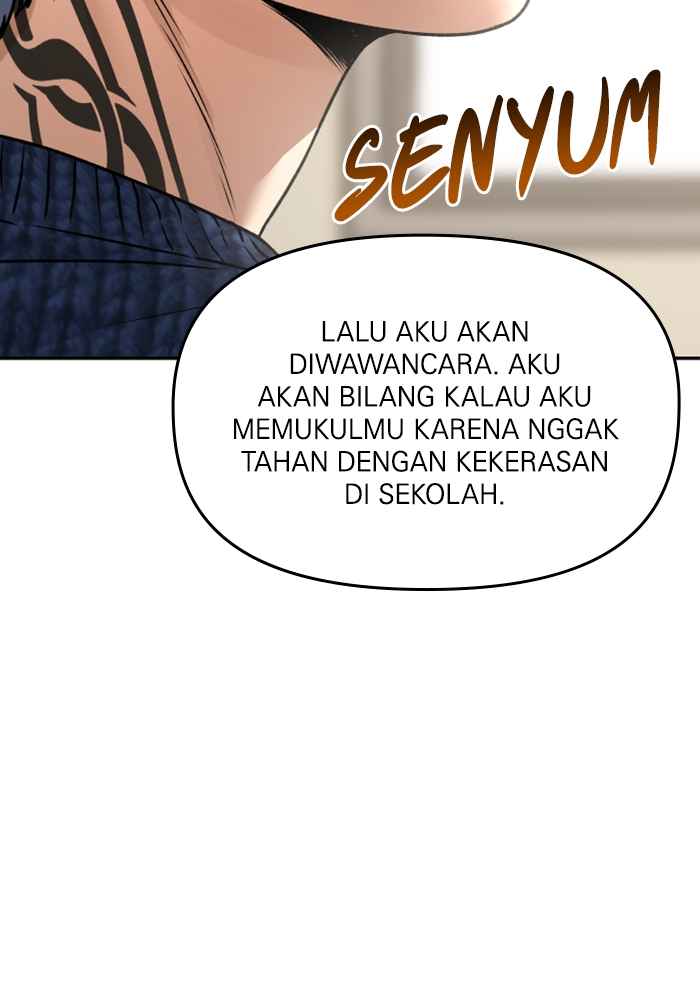 SENYUM
LALU AKU AKAN
DIWAWANCARA. AKU
AKAN BILANG KALAU AKU
MEMUKULMU KARENA NGGAK
TAHAN DENGAN KEKERASAN
DI SEKOLAH.